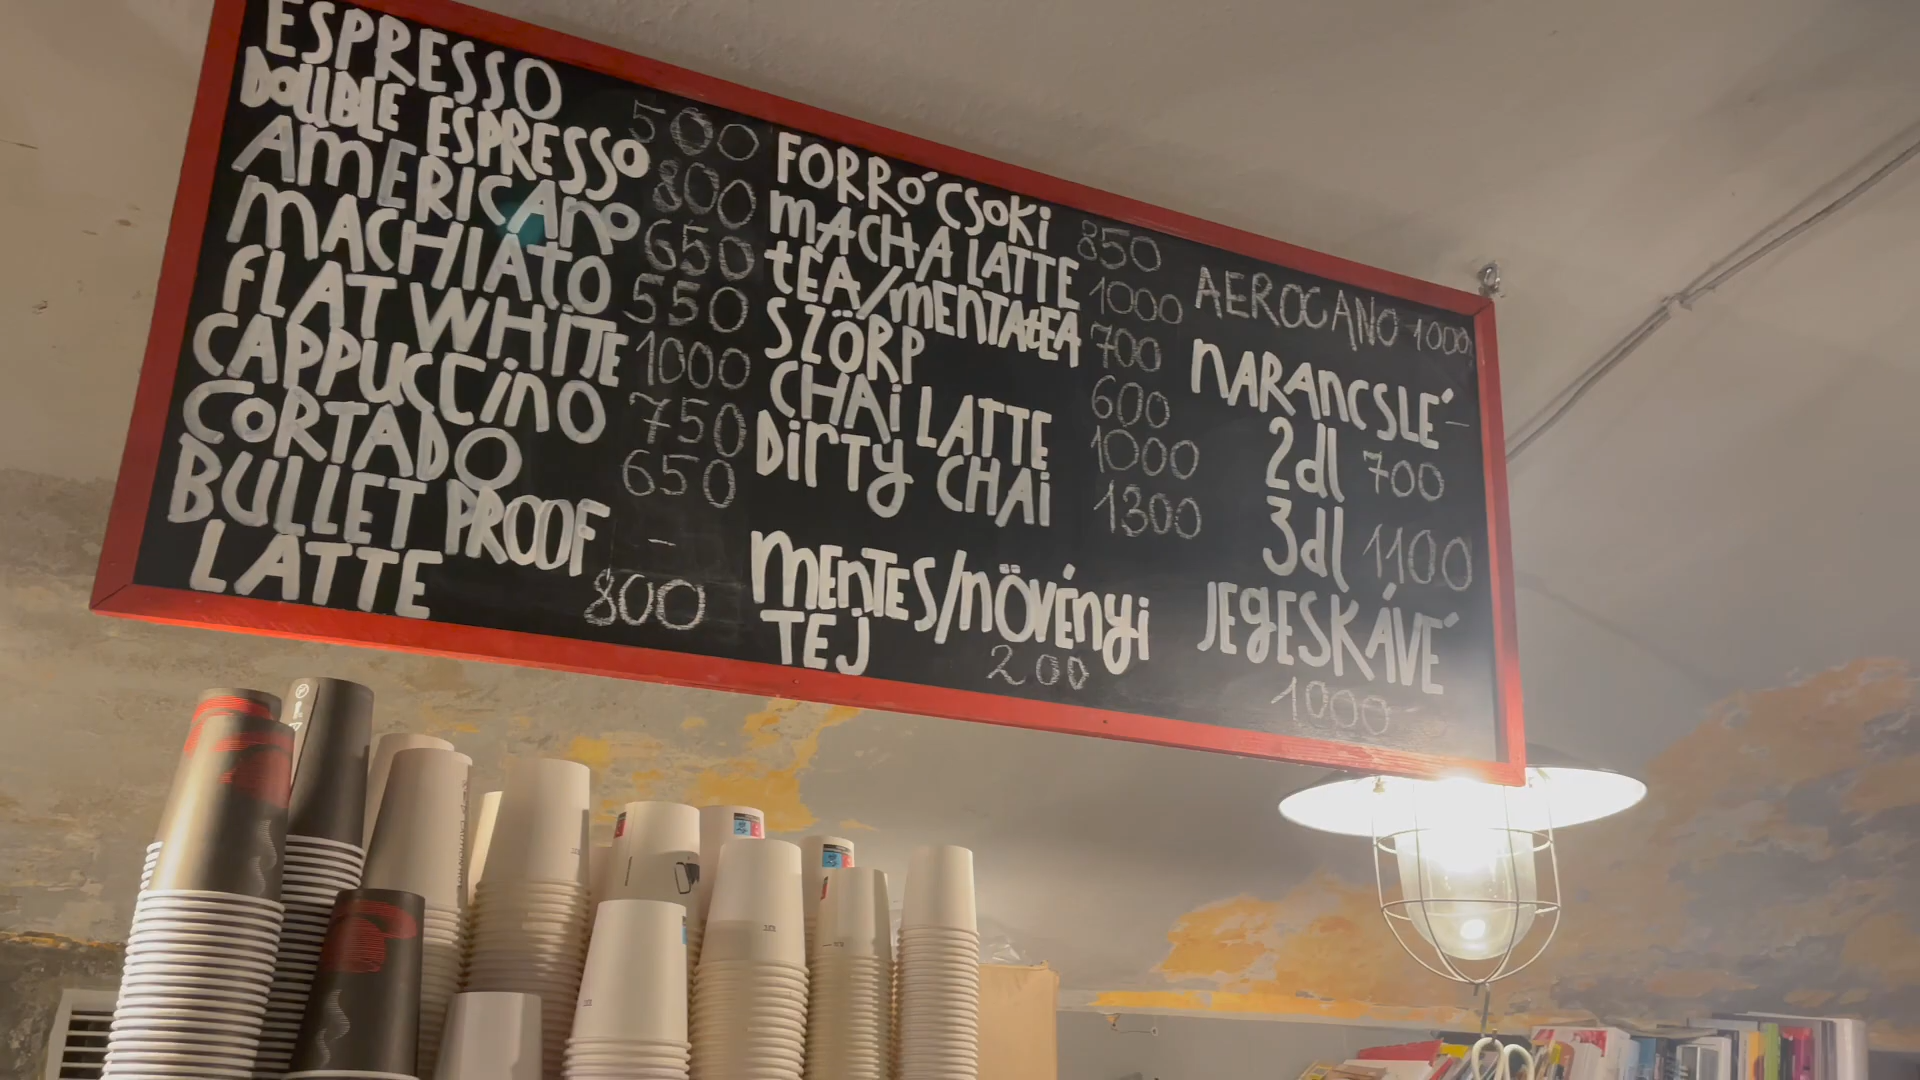 ESPRESSO 500
DOUBLE ESPRESSO 800
AMERICANO 650
MACHIATO 550
FLAT WHITE 1000
CAPPUCCINO 750
CORTADO 650
BULLET PROOF -
LATTE 800
FORRÓ CSOKI 850
MACHA LATTE 1000
tEA/MENTAtEA 700
SZÖRP 600
CHAi LATTE 1000
DirTy CHAi 1300
MENTES/NÖVÉNyi
TEJ 200
AEROCANO 1000
NARANCSLÉ -
2dl 700
3dl 1100
JEGESKÁVÉ
1000